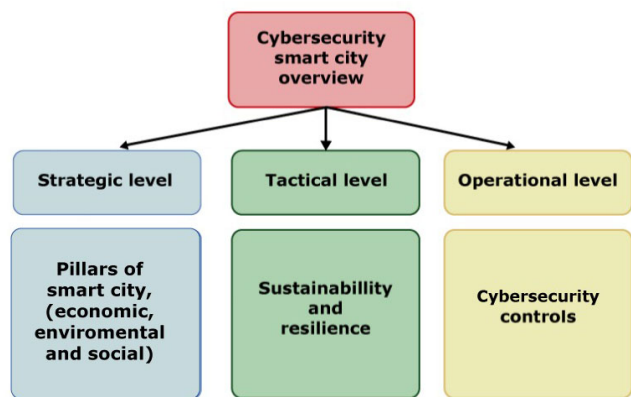 Cybersecurity
smart city
overview
Strategic level
Tactical level
Operational level
Pillars of
smart city,
(economic,
enviromental
and social)
Sustainabillity
and
resilience
Cybersecurity
controls